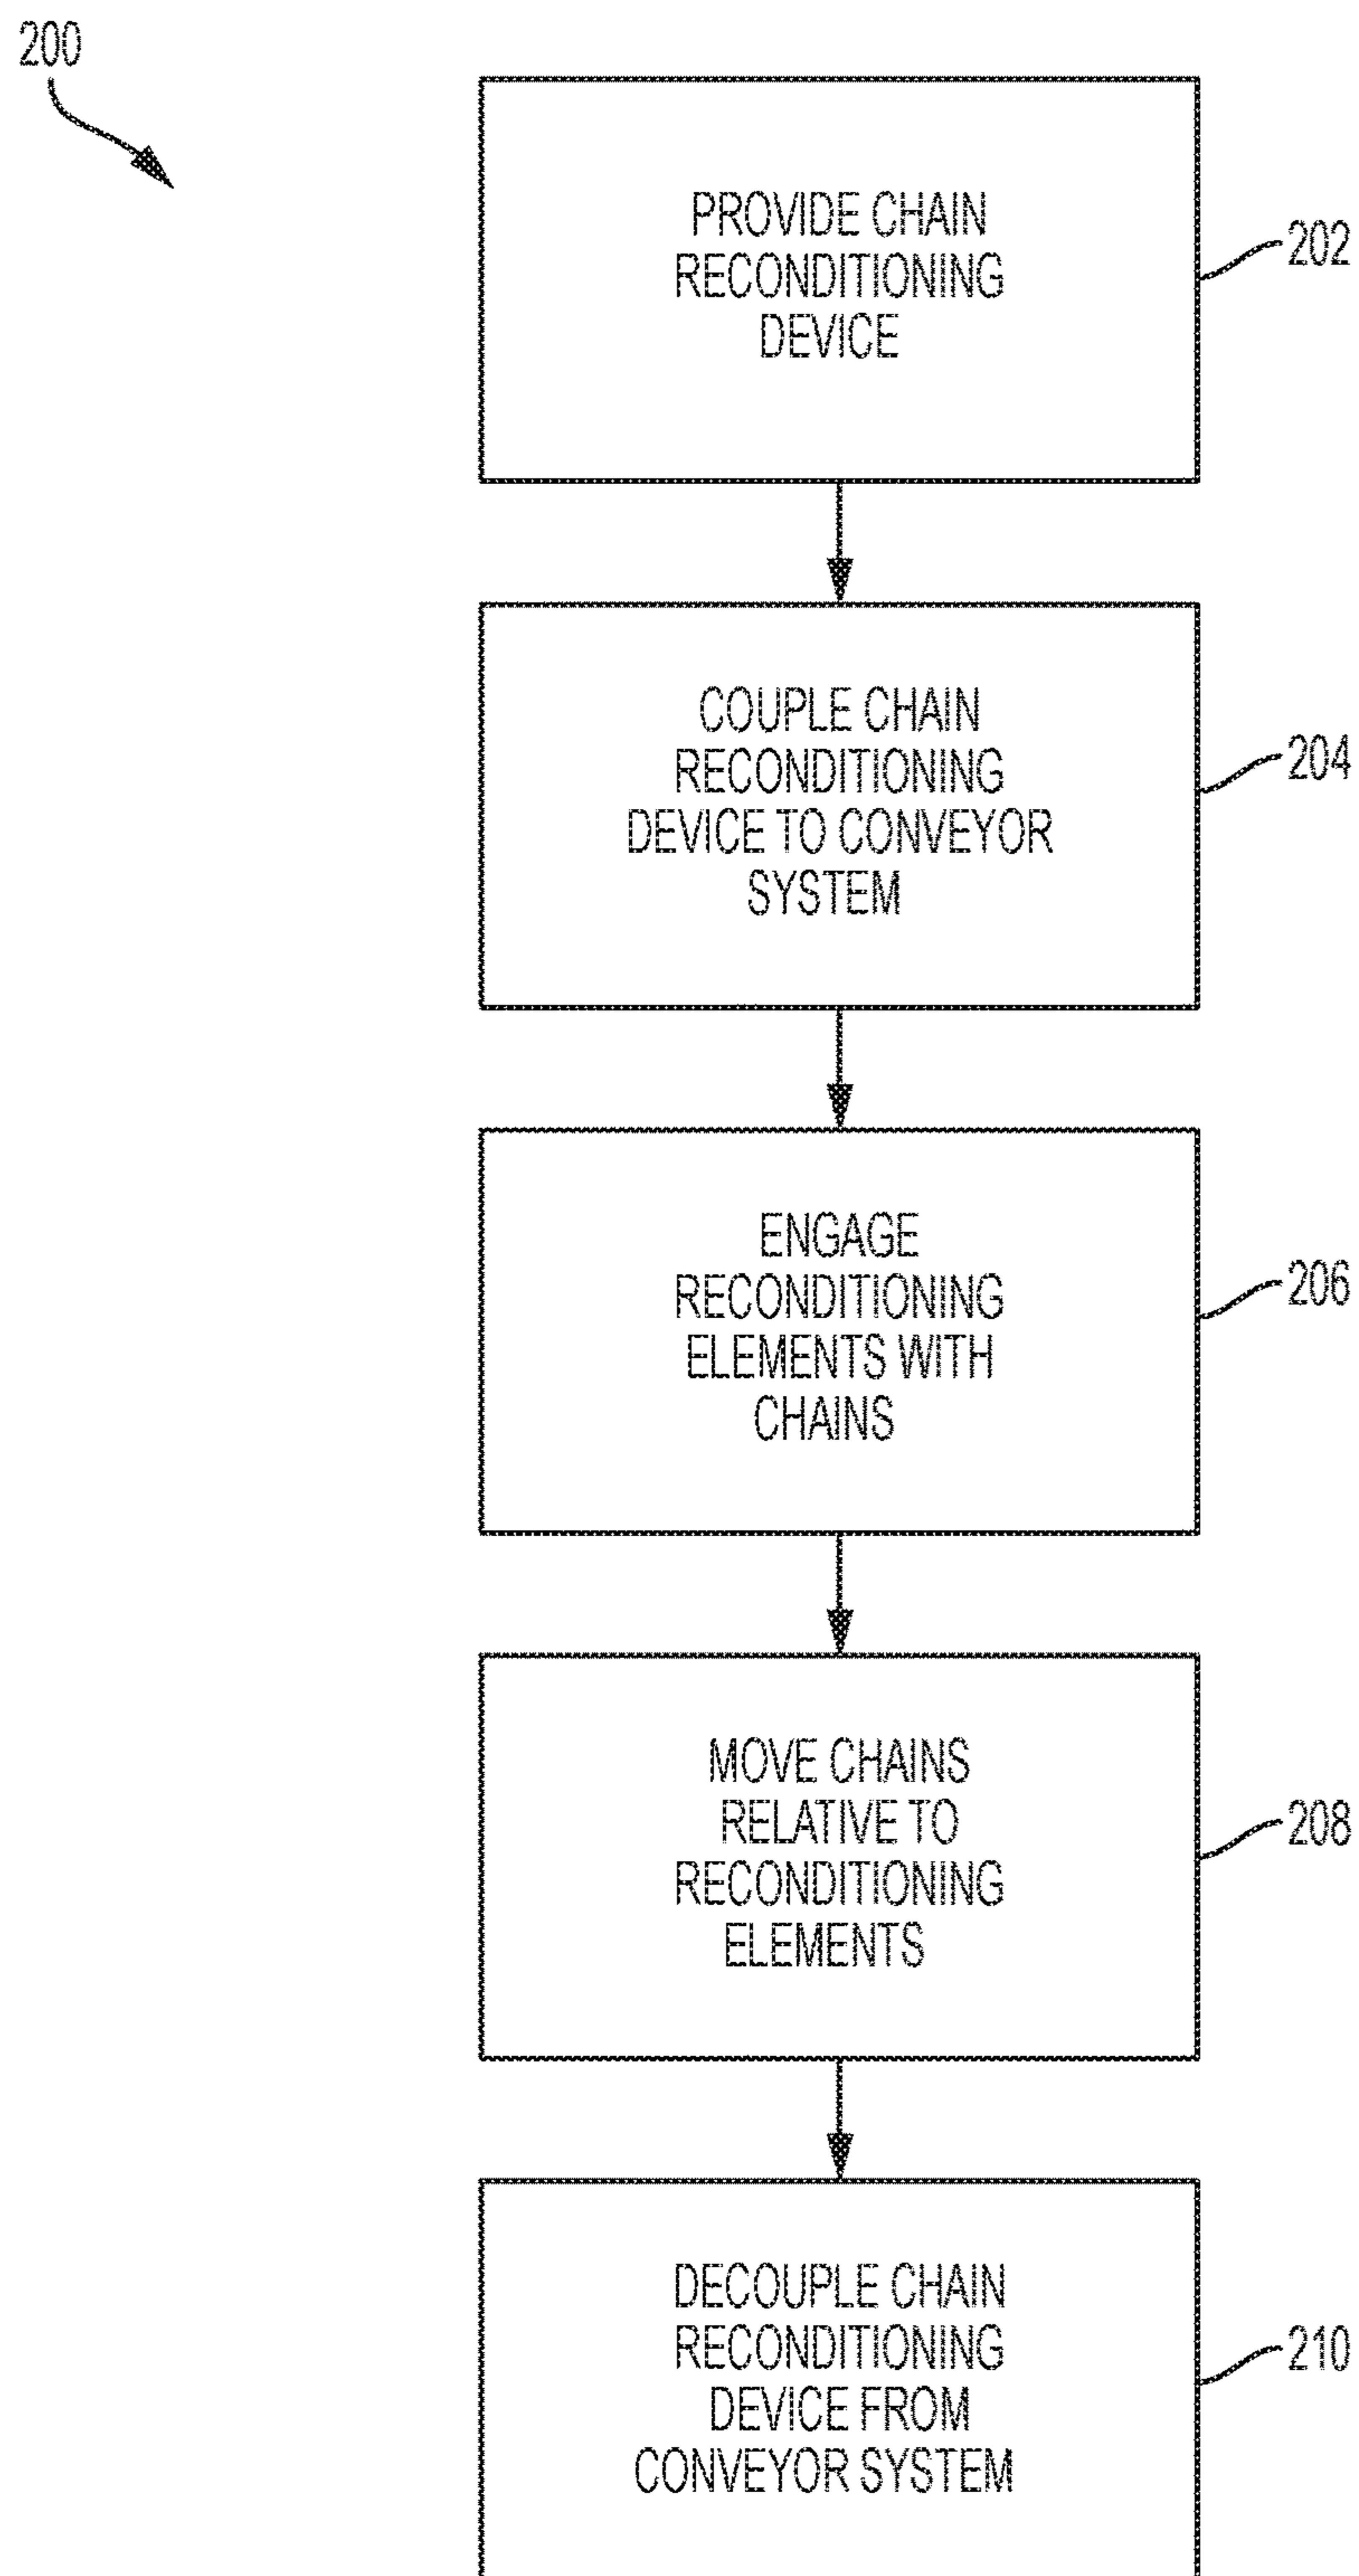 200
PROVIDE CHAIN
RECONDITIONING
DEVICE
202
COUPLE CHAIN
RECONDITIONING
DEVICE TO CONVEYOR
SYSTEM
204
ENGAGE
RECONDITIONING
ELEMENTS WITH
CHAINS
206
MOVE CHAINS
RELATIVE TO
RECONDITIONING
ELEMENTS
208
DECOUPLE CHAIN
RECONDITIONING
DEVICE FROM
CONVEYOR SYSTEM
210